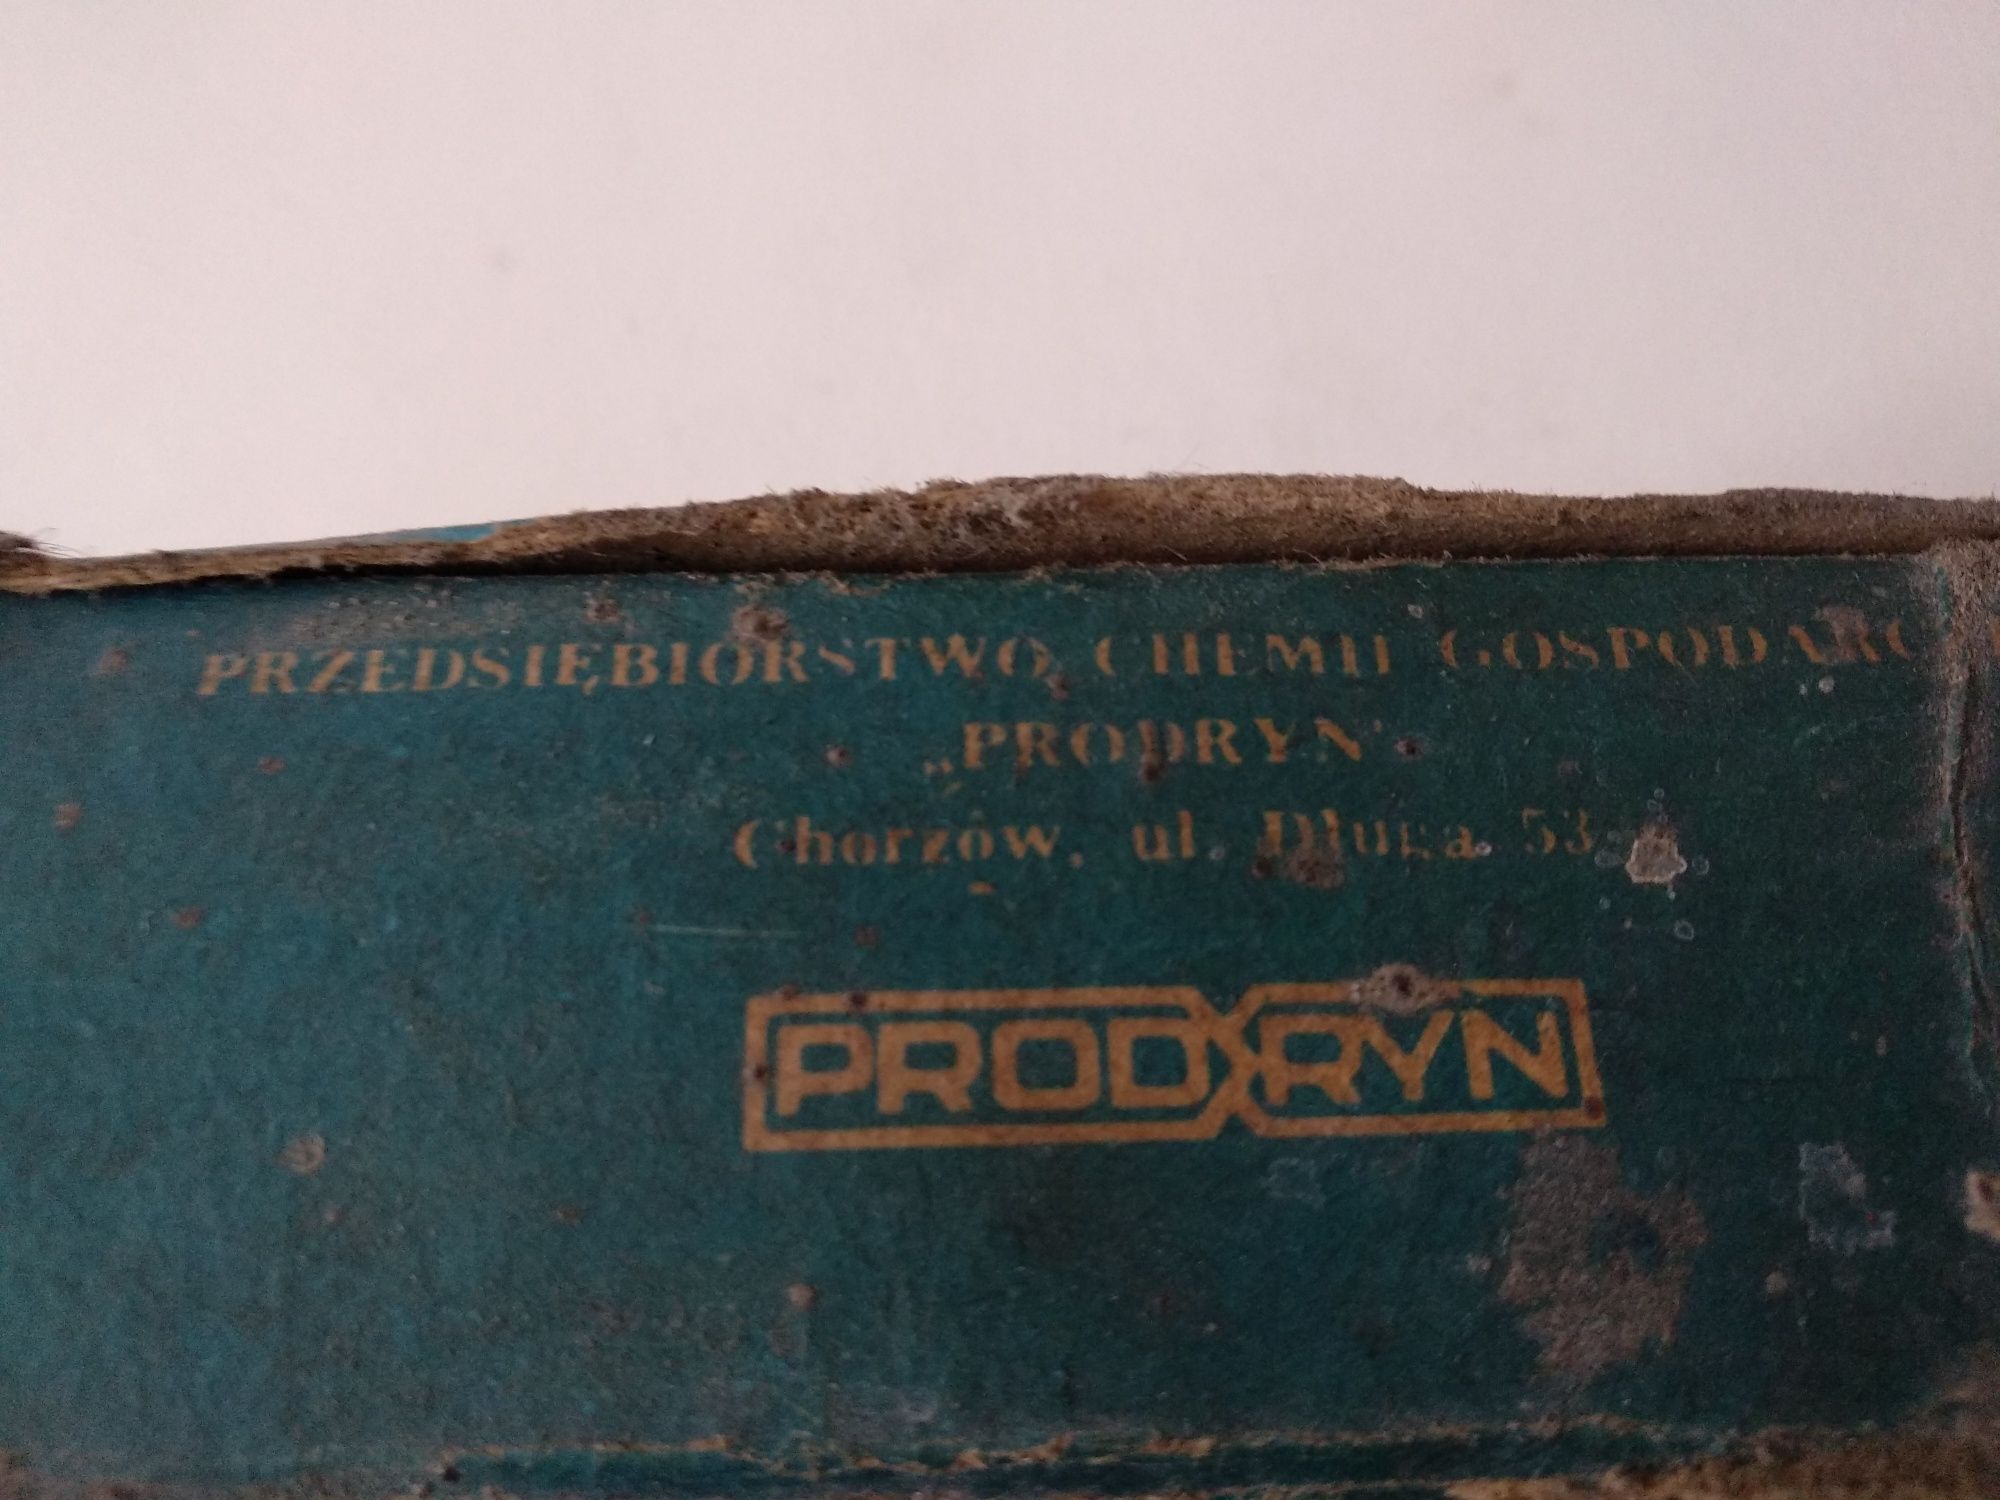 PRZEDSIĘBIORSTWO CHEMII GOSPODARC
„PRODRYN”
Chorzów, ul. Długa 53
PRODRYN